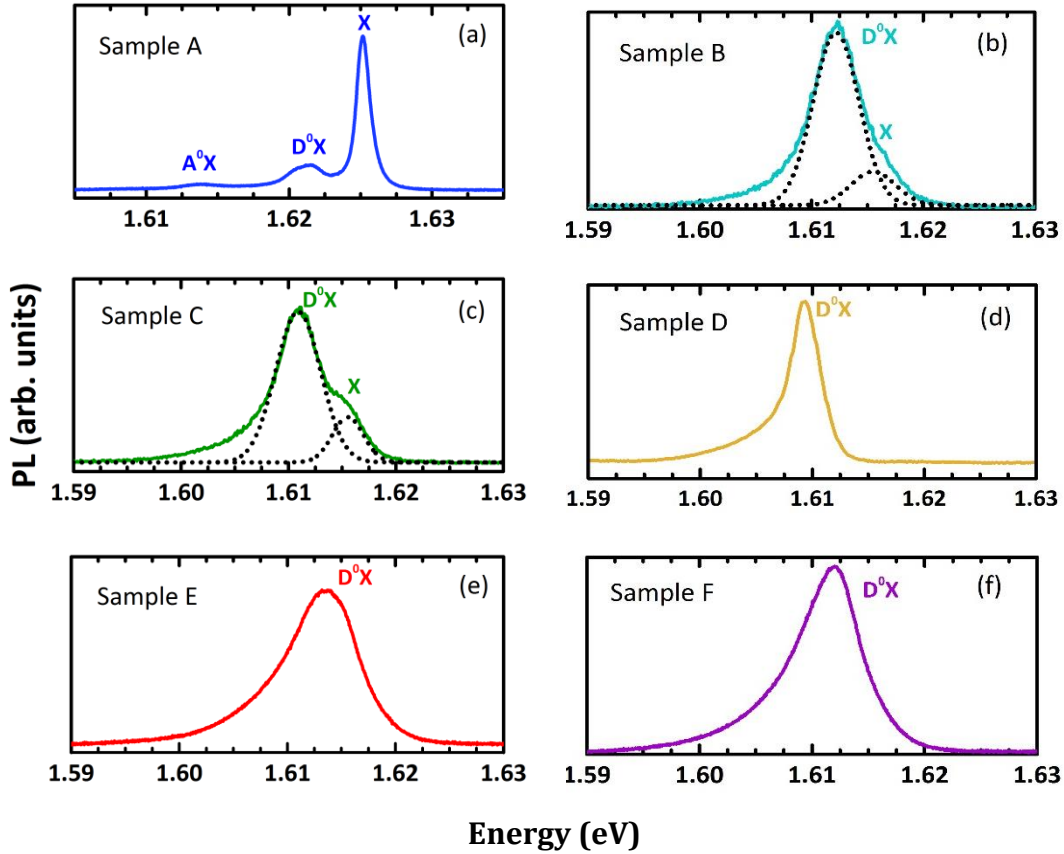 Sample A
(a)
X
D⁰X
A⁰X
1.61 1.62 1.63
Sample B
(b)
D⁰X
X
1.59 1.60 1.61 1.62 1.63
Sample C
(c)
D⁰X
X
1.59 1.60 1.61 1.62 1.63
Sample D
(d)
D⁰X
1.59 1.60 1.61 1.62 1.63
PL (arb. units)
Sample E
(e)
D⁰X
1.59 1.60 1.61 1.62 1.63
Sample F
(f)
D⁰X
1.59 1.60 1.61 1.62 1.63
Energy (eV)